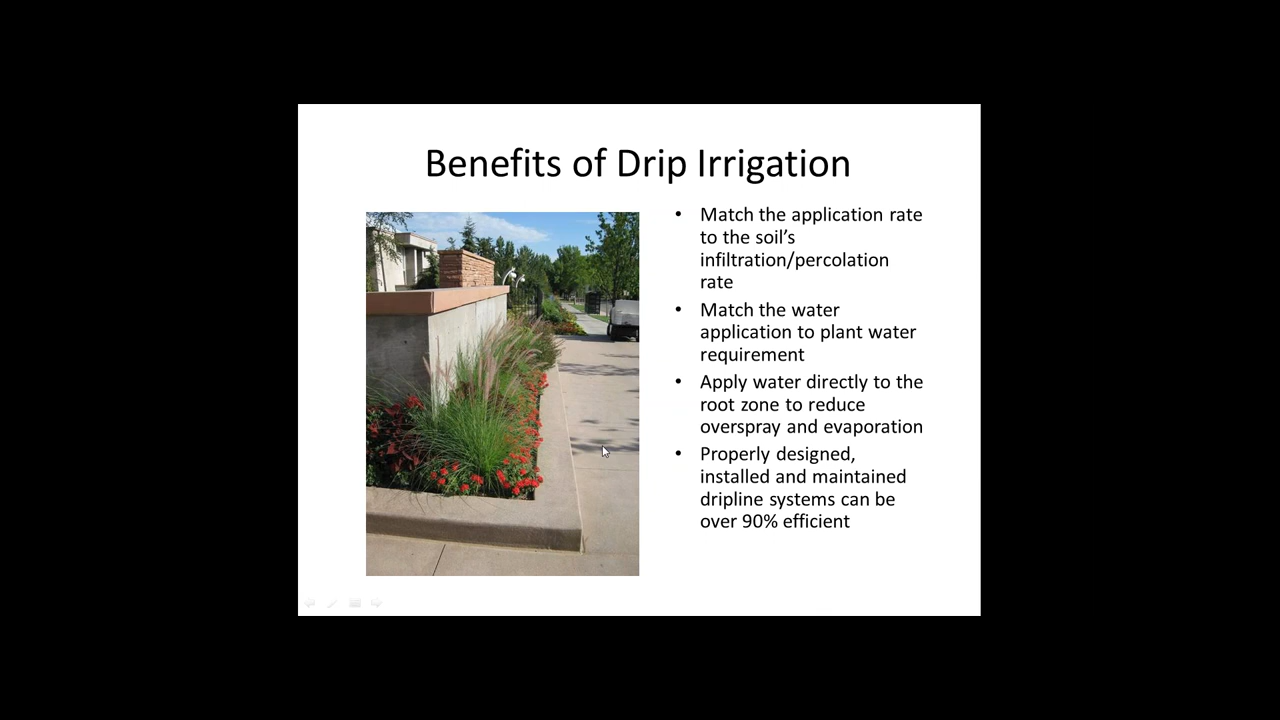 Benefits of Drip Irrigation
• Match the application rate
to the soil’s
infiltration/percolation
rate
• Match the water
application to plant water
requirement
• Apply water directly to the
root zone to reduce
overspray and evaporation
• Properly designed,
installed and maintained
dripline systems can be
over 90% efficient